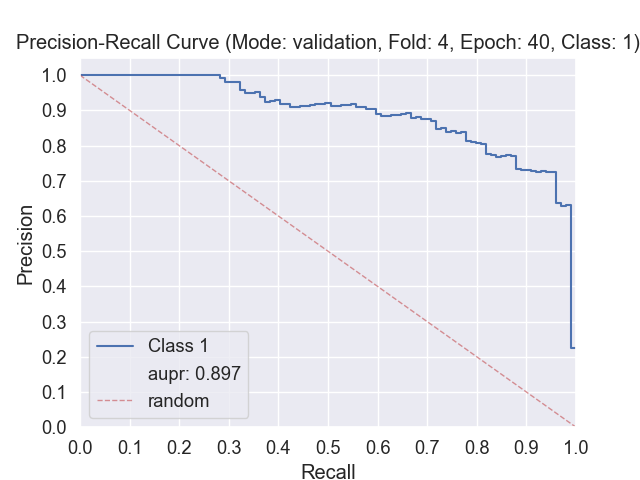 Precision-Recall Curve (Mode: validation, Fold: 4, Epoch: 40, Class: 1)
1.0
0.9
0.8
0.7
0.6
0.5
0.4
0.3
0.2
0.1
0.0
Precision
Class 1
aupr: 0.897
random
0.0 0.1 0.2 0.3 0.4 0.5 0.6 0.7 0.8 0.9 1.0
Recall